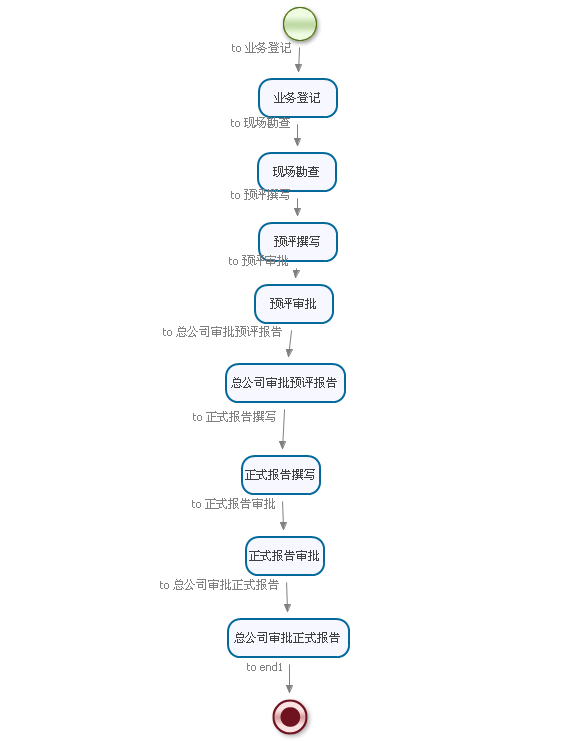 to 业务登记
业务登记
to 现场勘查
现场勘查
to 预评撰写
预评撰写
to 预评审批
预评审批
to 总公司审批预评报告
总公司审批预评报告
to 正式报告撰写
正式报告撰写
to 正式报告审批
正式报告审批
to 总公司审批正式报告
总公司审批正式报告
to end1